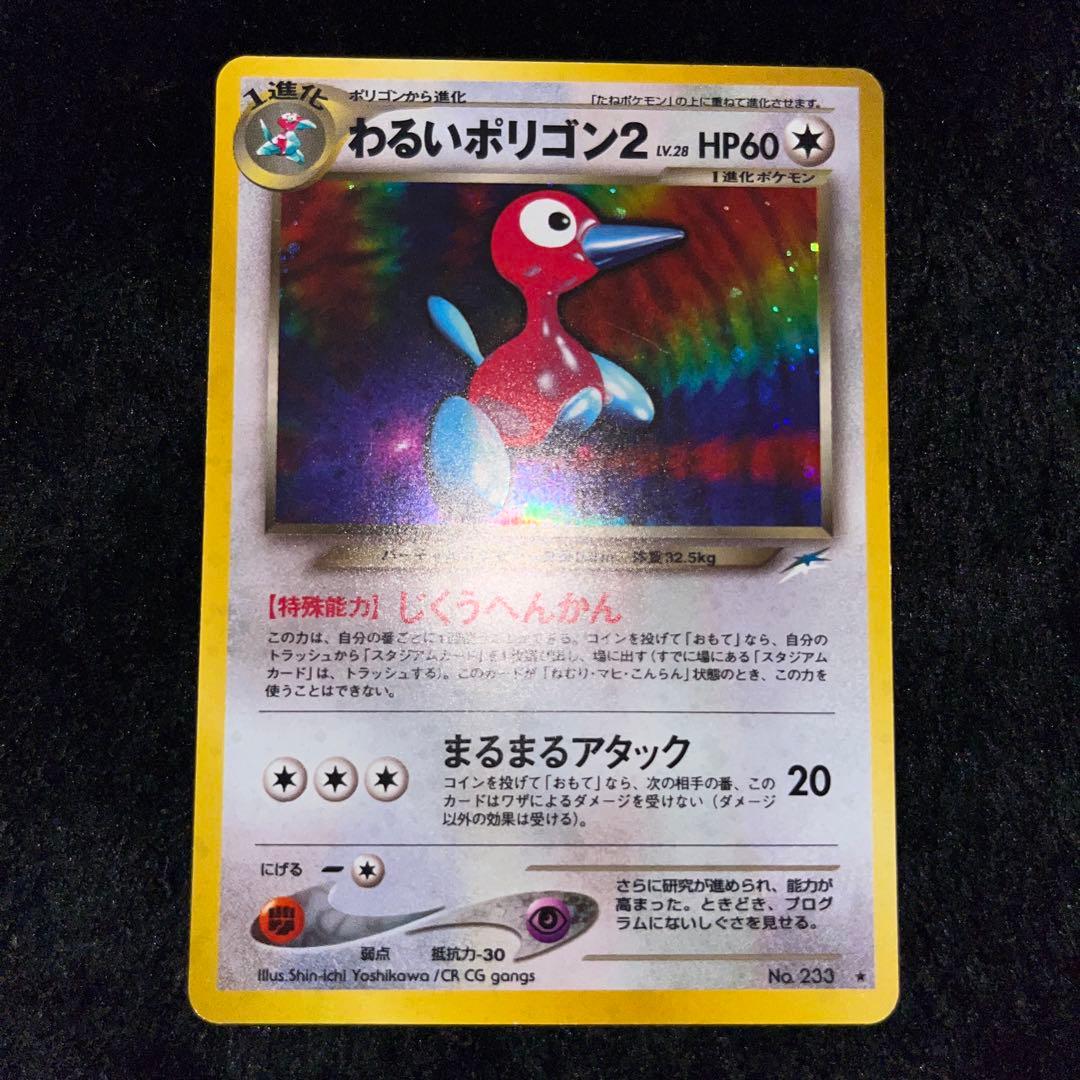 1進化
ポリゴンから進化
「たねポケモン」の上に重ねて進化させます。
わるいポリゴン2 LV.28 HP60
1進化ポケモン
体重32.5kg
【特殊能力】じくうへんかん
この力は、自分の番ごとに1回 コインを投げて「おもて」なら、自分の
トラッシュから「スタジアムカード」を1枚選び出し、場に出す(すでに場にある「スタジアム
カード」は、トラッシュする)。このカードが「ねむり・マヒ・こんらん」状態のとき、この力を
使うことはできない。
まるまるアタック
コインを投げて「おもて」なら、次の相手の番、この
カードはワザによるダメージを受けない(ダメージ
以外の効果は受ける)。
20
にげる
さらに研究が進められ、能力が
高まった。ときどき、プログ
ラムにないしぐさを見せる。
弱点 抵抗力-30
Illus.Shin-ichi Yoshikawa /CR CG gangs
No. 233 ★